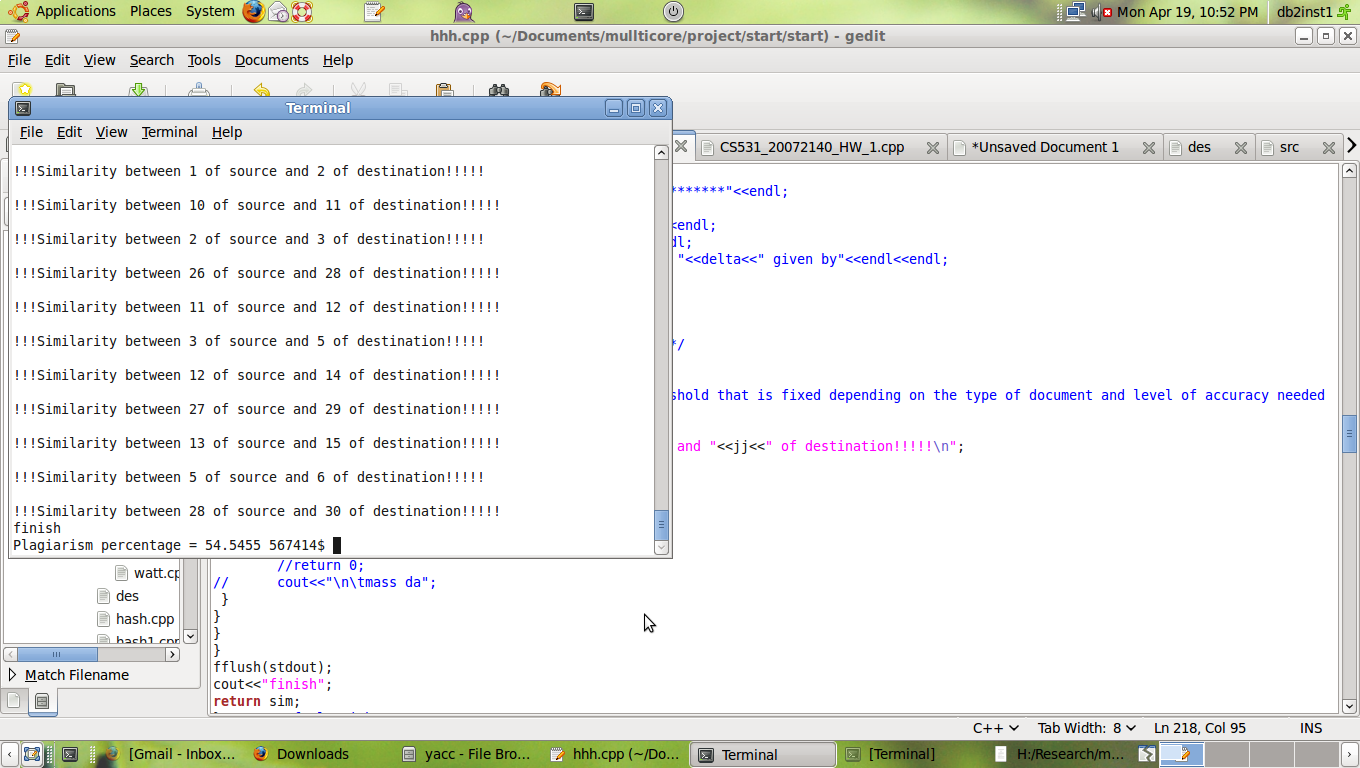 Applications Places System Mon Apr 19, 10:52 PM db2inst1
hhh.cpp (~/Documents/mullticore/project/start/start) - gedit
File Edit View Search Tools Documents Help
Terminal
File Edit View Terminal Help
!!!Similarity between 1 of source and 2 of destination!!!!!
!!!Similarity between 10 of source and 11 of destination!!!!!
!!!Similarity between 2 of source and 3 of destination!!!!!
!!!Similarity between 26 of source and 28 of destination!!!!!
!!!Similarity between 11 of source and 12 of destination!!!!!
!!!Similarity between 3 of source and 5 of destination!!!!!
!!!Similarity between 12 of source and 14 of destination!!!!!
!!!Similarity between 27 of source and 29 of destination!!!!!
!!!Similarity between 13 of source and 15 of destination!!!!!
!!!Similarity between 5 of source and 6 of destination!!!!!
!!!Similarity between 28 of source and 30 of destination!!!!!
finish
Plagiarism percentage = 54.5455 567414$
CS531_20072140_HW_1.cpp *Unsaved Document 1 des src
*******"<<endl;
<endl;
dl;
"<<delta<<" given by"<<endl<<endl;
*/
shold that is fixed depending on the type of document and level of accuracy needed
and "<<jj<<" of destination!!!!!\n";
//return 0;
// cout<<"\n\tmass da";
}
}
}
}
fflush(stdout);
cout<<"finish";
return sim;
watt.cp
des
hash.cpp
hash1.cpp
Match Filename
C++ Tab Width: 8 Ln 218, Col 95 INS
[Gmail - Inbox... Downloads yacc - File Bro... hhh.cpp (~/Do... Terminal [Terminal] H:/Research/m...